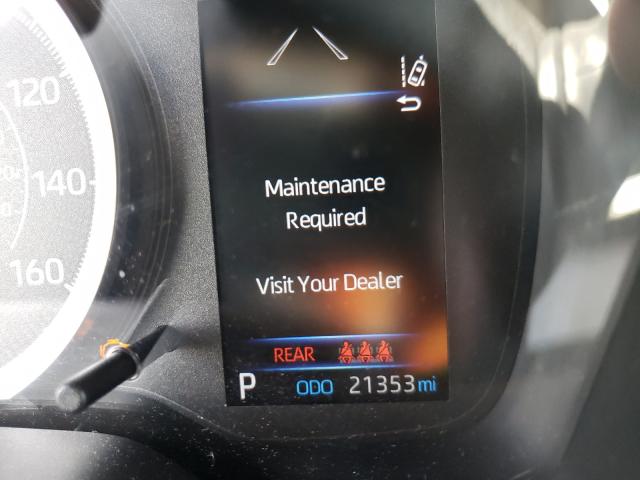 120
140
160
Maintenance
Required
Visit Your Dealer
REAR
P ODO 21353 mi